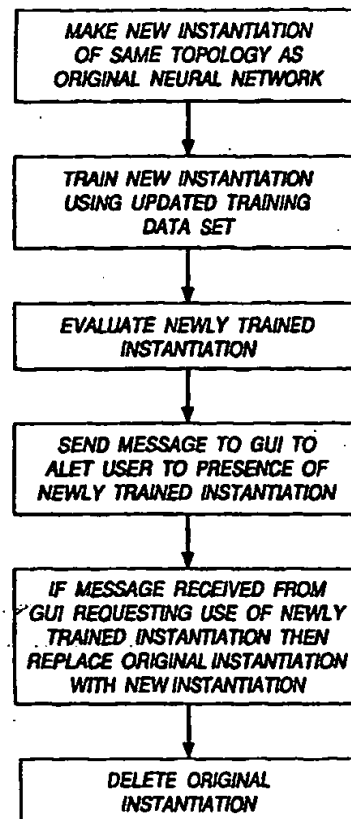 MAKE NEW INSTANTIATION
OF SAME TOPOLOGY AS
ORIGINAL NEURAL NETWORK
TRAIN NEW INSTANTIATION
USING UPDATED TRAINING
DATA SET
EVALUATE NEWLY TRAINED
INSTANTIATION
SEND MESSAGE TO GUI TO
ALET USER TO PRESENCE OF
NEWLY TRAINED INSTANTIATION
IF MESSAGE RECEIVED FROM
GUI REQUESTING USE OF NEWLY
TRAINED INSTANTIATION THEN
REPLACE ORIGINAL INSTANTIATION
WITH NEW INSTANTIATION
DELETE ORIGINAL
INSTANTIATION